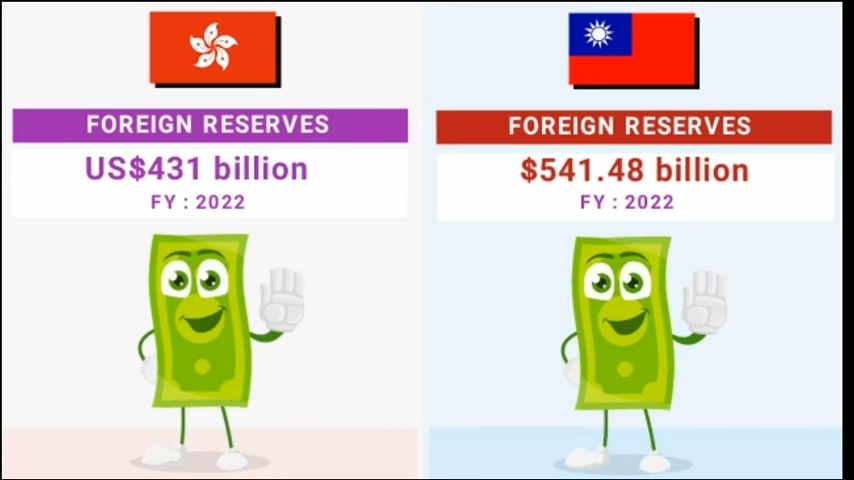 FOREIGN RESERVES
US$431 billion
FY : 2022
FOREIGN RESERVES
$541.48 billion
FY : 2022